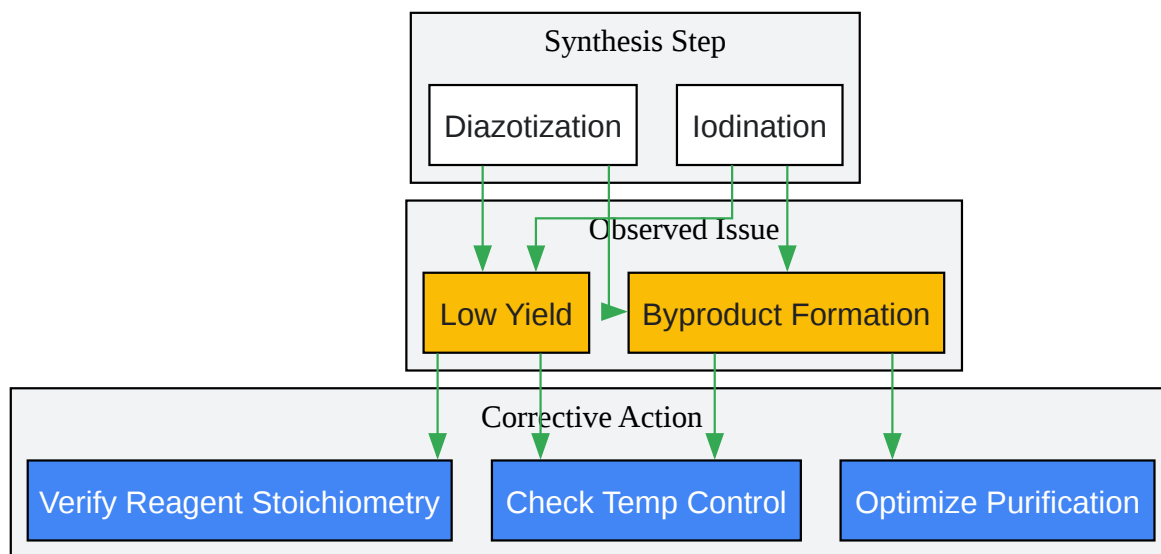 Synthesis Step
Diazotization
Iodination
Observed Issue
Low Yield
Byproduct Formation
Corrective Action
Verify Reagent Stoichiometry
Check Temp Control
Optimize Purification